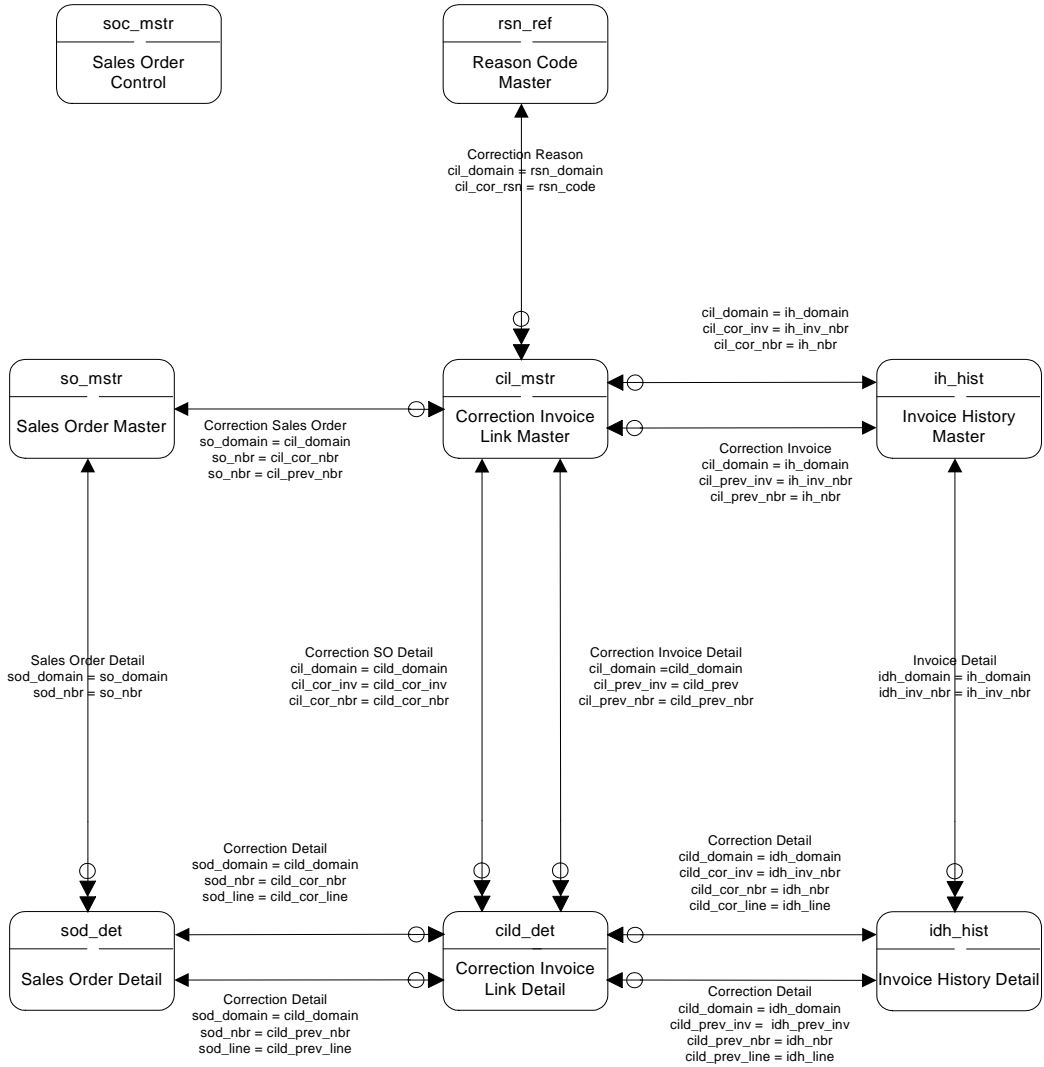 soc_mstr
Sales Order
Control
rsn_ref
Reason Code
Master
Correction Reason
cil_domain = rsn_domain
cil_cor_rsn = rsn_code
cil_domain = ih_domain
cil_cor_inv = ih_inv_nbr
cil_cor_nbr = ih_nbr
so_mstr
Sales Order Master
cil_mstr
Correction Invoice
Link Master
ih_hist
Invoice History
Master
Correction Sales Order
so_domain = cil_domain
so_nbr = cil_cor_nbr
so_nbr = cil_prev_nbr
Correction Invoice
cil_domain = ih_domain
cil_prev_inv = ih_inv_nbr
cil_prev_nbr = ih_nbr
Sales Order Detail
sod_domain = so_domain
sod_nbr = so_nbr
Correction SO Detail
cil_domain = cild_domain
cil_cor_inv = cild_cor_inv
cil_cor_nbr = cild_cor_nbr
Correction Invoice Detail
cil_domain =cild_domain
cil_prev_inv = cild_prev
cil_prev_nbr = cild_prev_nbr
Invoice Detail
idh_domain = ih_domain
idh_inv_nbr = ih_inv_nbr
Correction Detail
sod_domain = cild_domain
sod_nbr = cild_cor_nbr
sod_line = cild_cor_line
Correction Detail
cild_domain = idh_domain
cild_cor_inv = idh_inv_nbr
cild_cor_nbr = idh_nbr
cild_cor_line = idh_line
sod_det
Sales Order Detail
cild_det
Correction Invoice
Link Detail
idh_hist
Invoice History Detail
Correction Detail
sod_domain = cild_domain
sod_nbr = cild_prev_nbr
sod_line = cild_prev_line
Correction Detail
cild_domain = idh_domain
cild_prev_inv =  idh_prev_inv
cild_prev_nbr = idh_nbr
cild_prev_line = idh_line